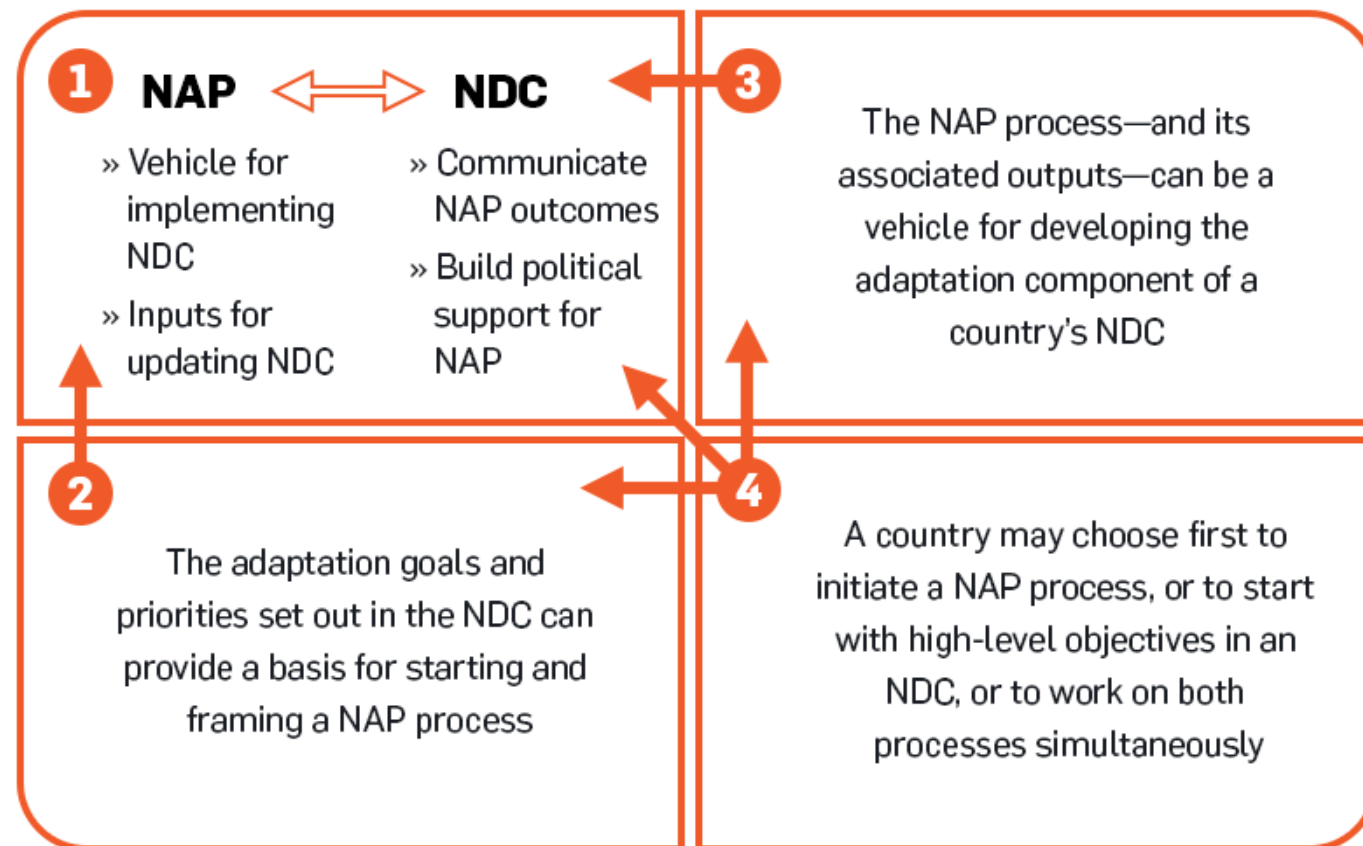 1
NAP
» Vehicle for
implementing
NDC
» Inputs for
updating NDC
NDC
» Communicate
NAP outcomes
» Build political
support for
NAP
3
The NAP process—and its
associated outputs—can be a
vehicle for developing the
adaptation component of a
country's NDC
2
The adaptation goals and
priorities set out in the NDC can
provide a basis for starting and
framing a NAP process
4
A country may choose first to
initiate a NAP process, or to start
with high-level objectives in an
NDC, or to work on both
processes simultaneously